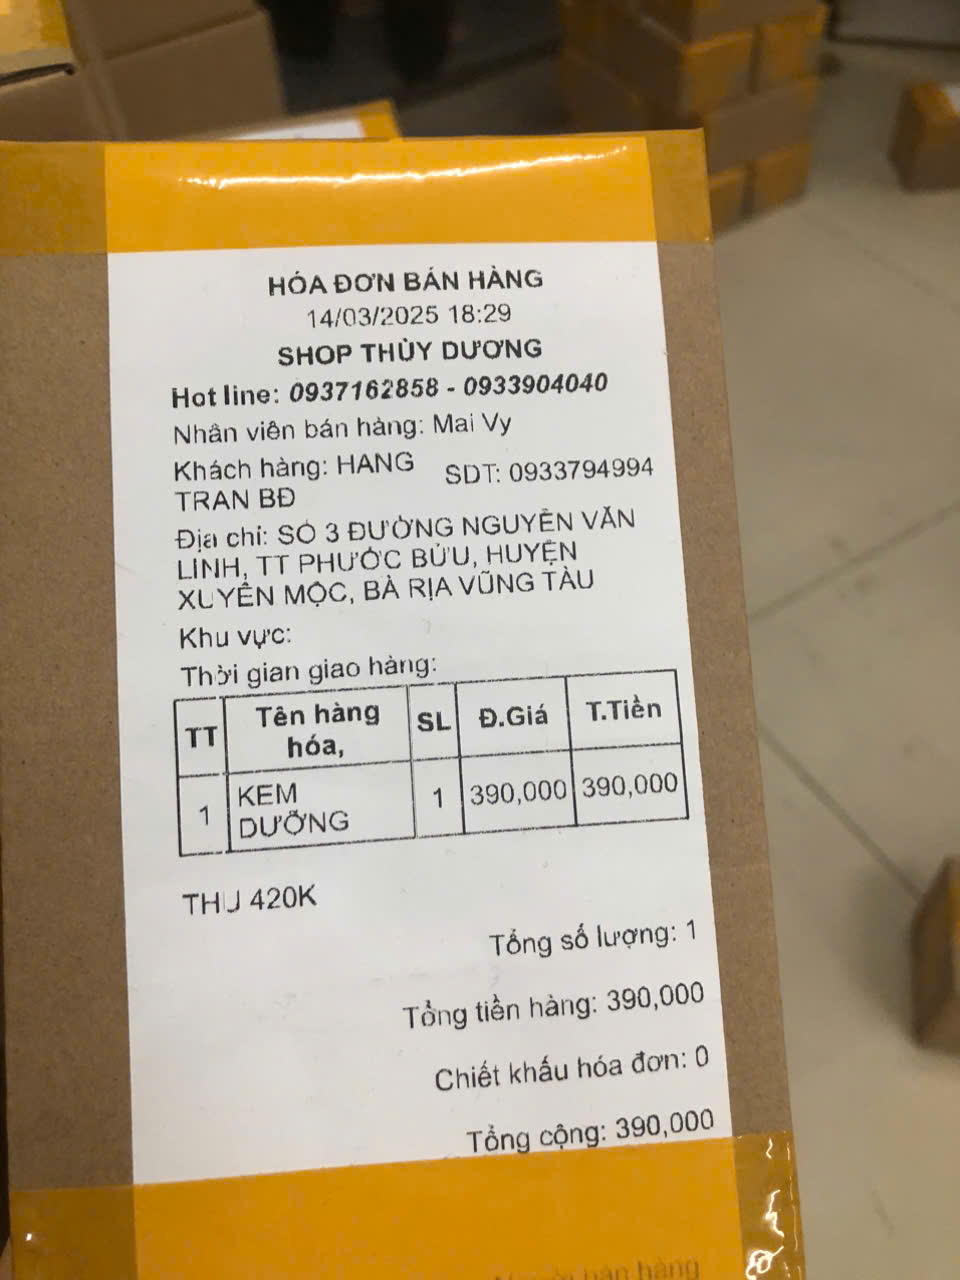 HÓA ĐƠN BÁN HÀNG
14/03/2025 18:29
SHOP THÙY DƯƠNG
Hot line: 0937162858 - 0933904040
Nhân viên bán hàng: Mai Vy
Khách hàng: HANG TRAN BĐ
SDT: 0933794994
Địa chỉ: SỐ 3 ĐƯỜNG NGUYỄN VĂN
LINH, TT PHƯỚC BỬU, HUYỆN
XUYÊN MỘC, BÀ RỊA VŨNG TÀU
Khu vực:
Thời gian giao hàng:
TT Tên hàng hóa, SL Đ.Giá T.Tiền
1 KEM DƯỠNG 1 390,000 390,000
THU 420K
Tổng số lượng: 1
Tổng tiền hàng: 390,000
Chiết khấu hóa đơn: 0
Tổng cộng: 390,000
bán hàng